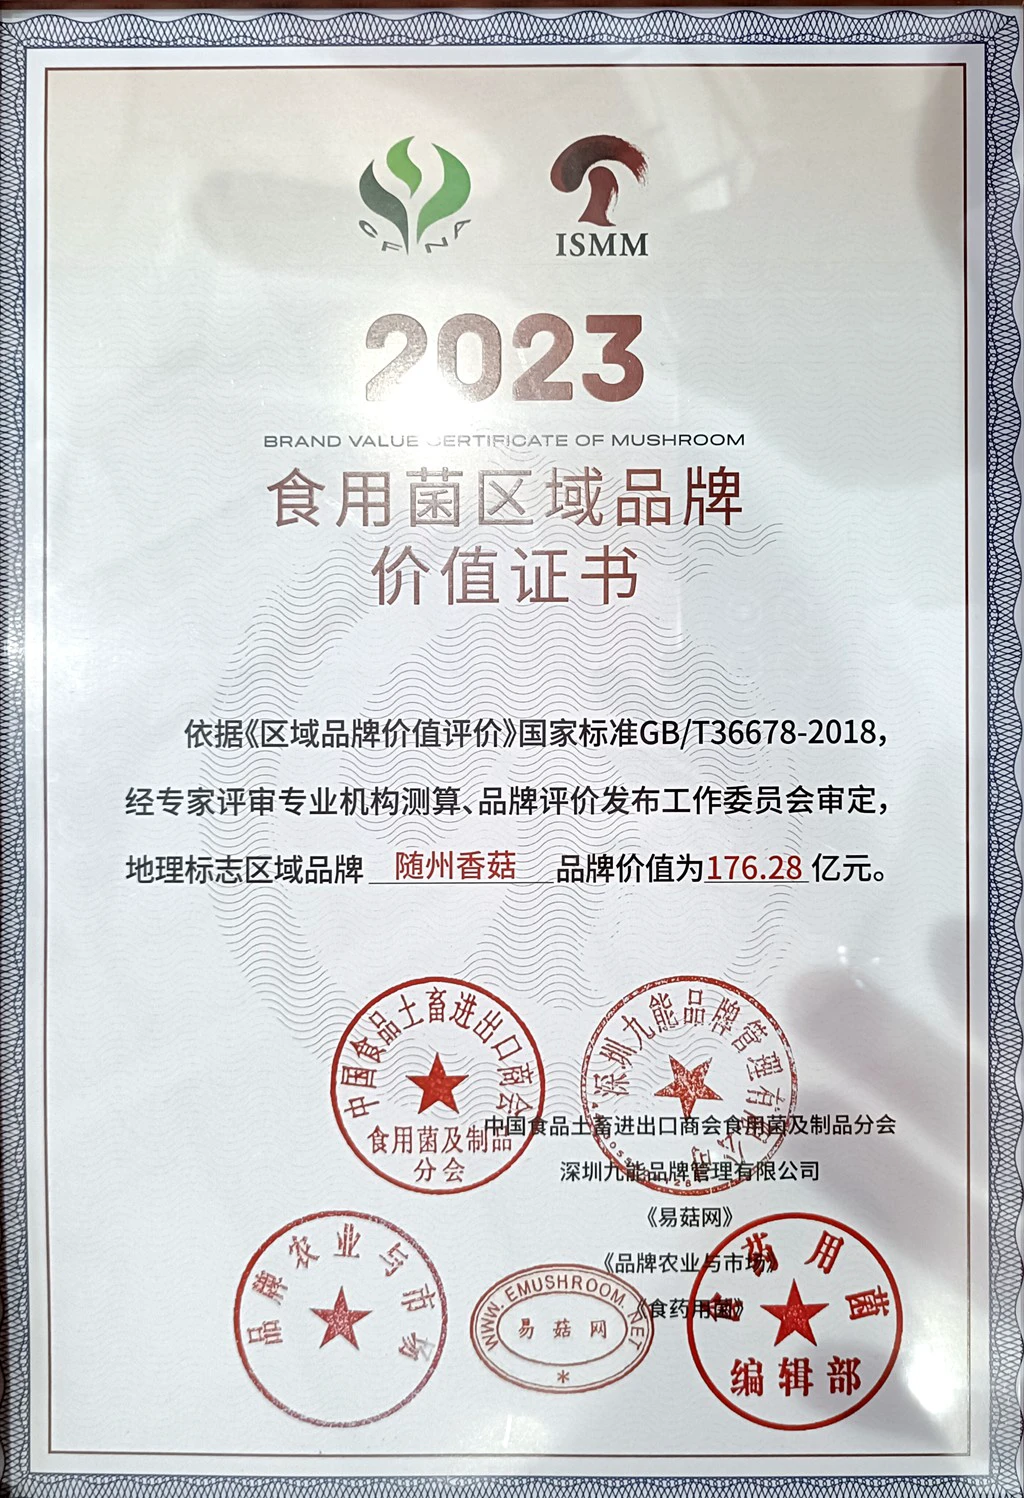 CFNA
ISMM
2023
BRAND VALUE CERTIFICATE OF MUSHROOM
食用菌区域品牌
价值证书
依据《区域品牌价值评价》国家标准GB/T36678-2018，
经专家评审专业机构测算、品牌评价发布工作委员会审定，
地理标志区域品牌 随州香菇 品牌价值为176.28亿元。
中国食品土畜进出口商会
食用菌及制品
分会
深圳九能品牌管理有限公司
中国食品土畜进出口商会食用菌及制品分会
深圳九能品牌管理有限公司
《易菇网》
《品牌农业与市场》
《食药用菌》
品牌农业与市场
WWW.EMUSHROOM.NET
易菇网
*
食药用菌
编辑部